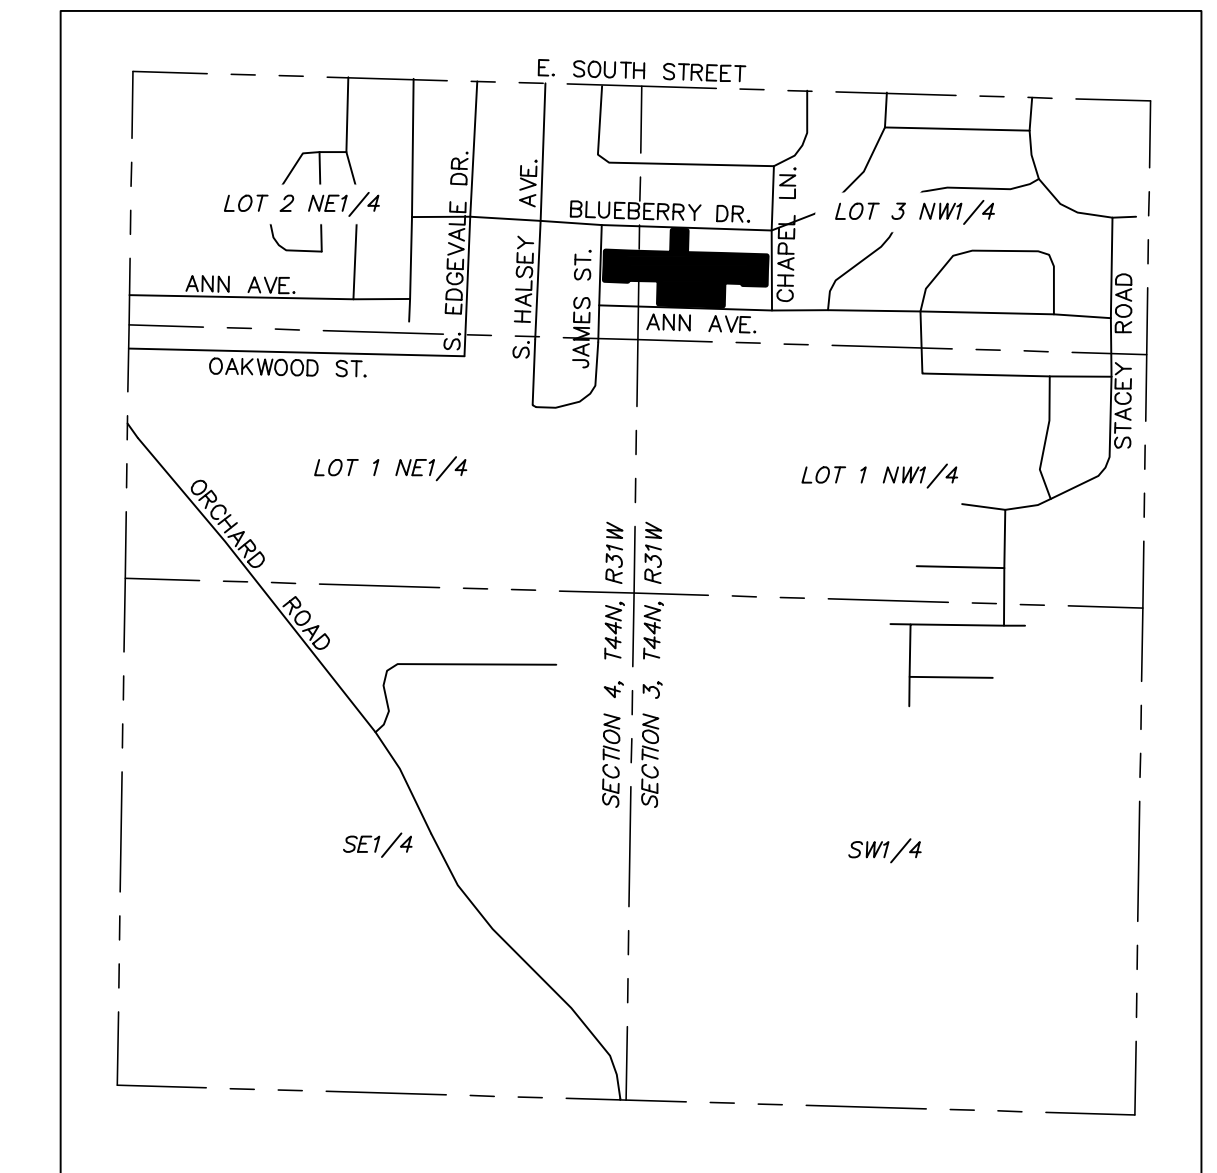 E. SOUTH STREET
LOT 2 NE1/4
S. EDGEVALE DR.
S. HALSEY AVE.
BLUEBERRY DR.
CHAPEL LN.
LOT 3 NW1/4
ANN AVE.
JAMES ST.
ANN AVE.
STACEY ROAD
OAKWOOD ST.
STACEY ROAD
LOT 1 NE1/4
LOT 1 NW1/4
ORCHARD ROAD
SECTION 4, T44N, R31W
SECTION 3, T44N, R31W
SE1/4
SW1/4